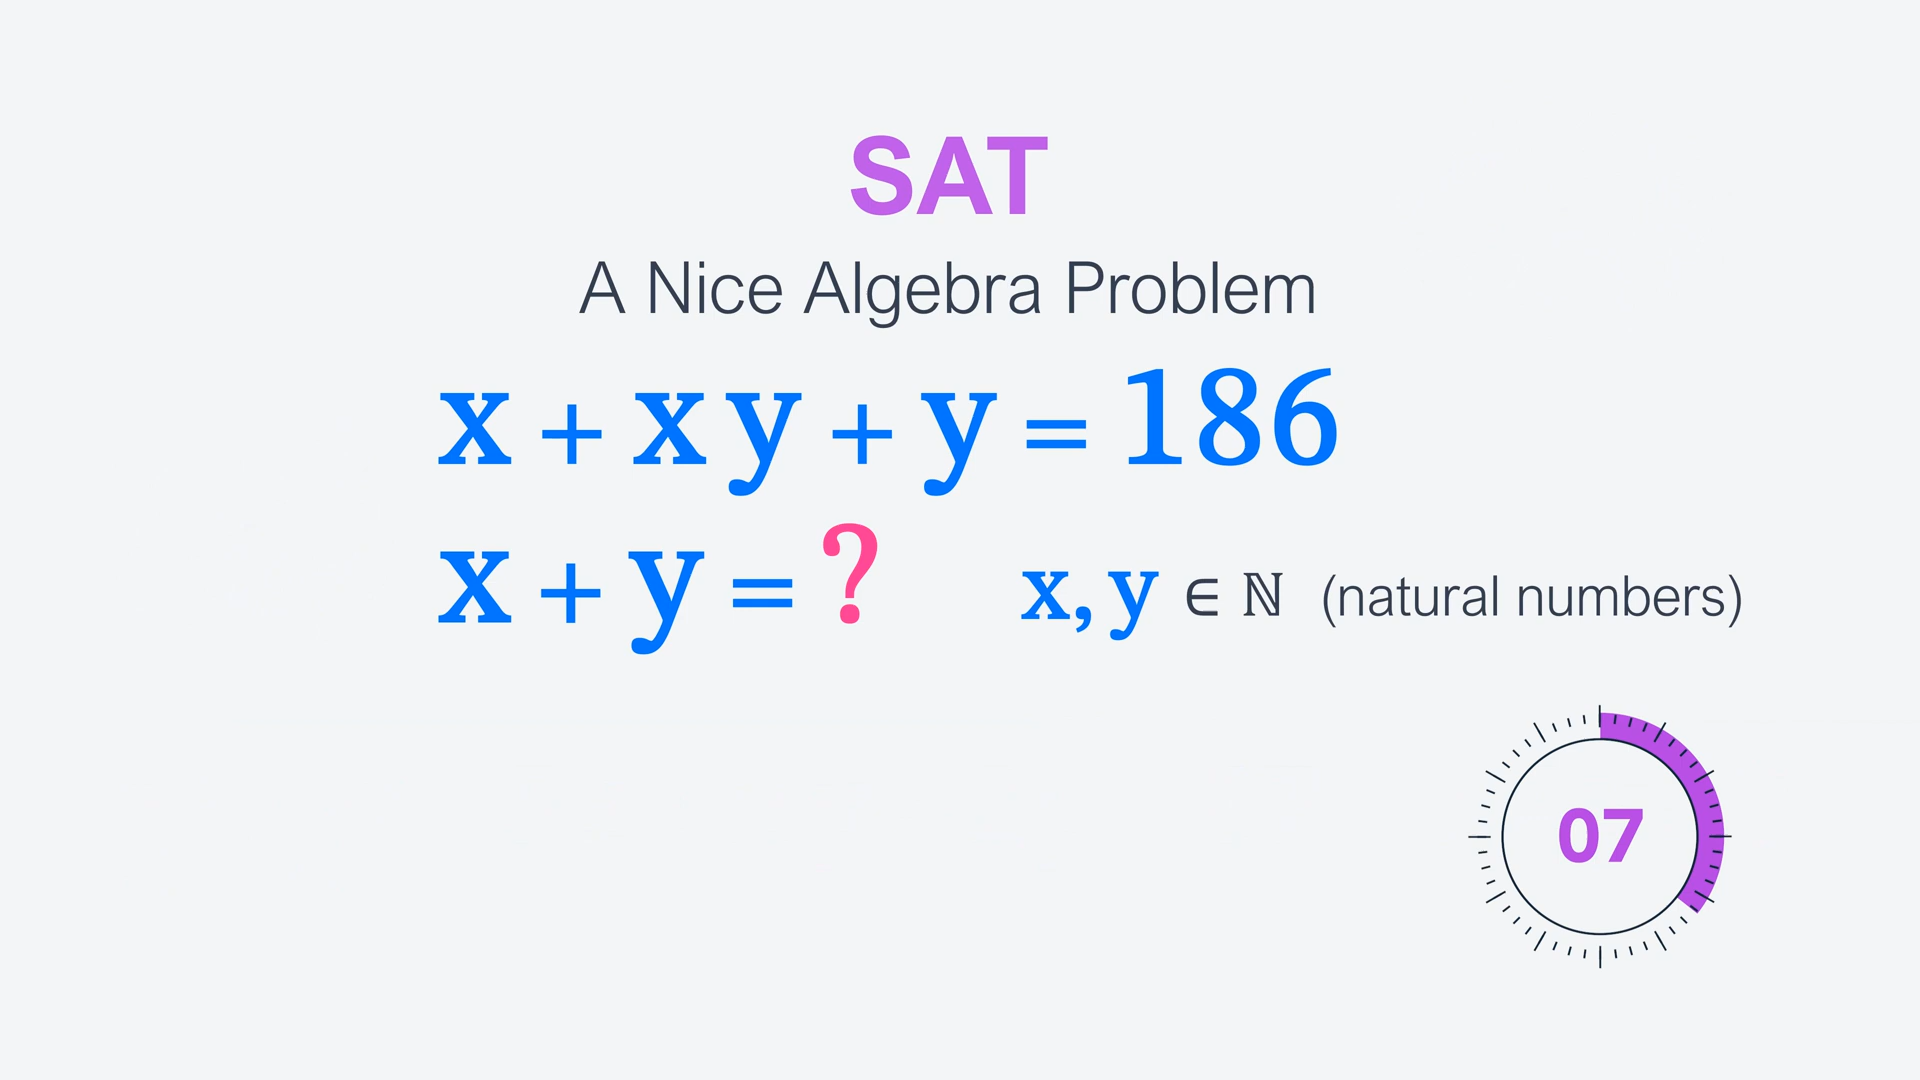 SAT
A Nice Algebra Problem
x + xy + y = 186
x + y = ?
x, y ∈ ℕ (natural numbers)
07